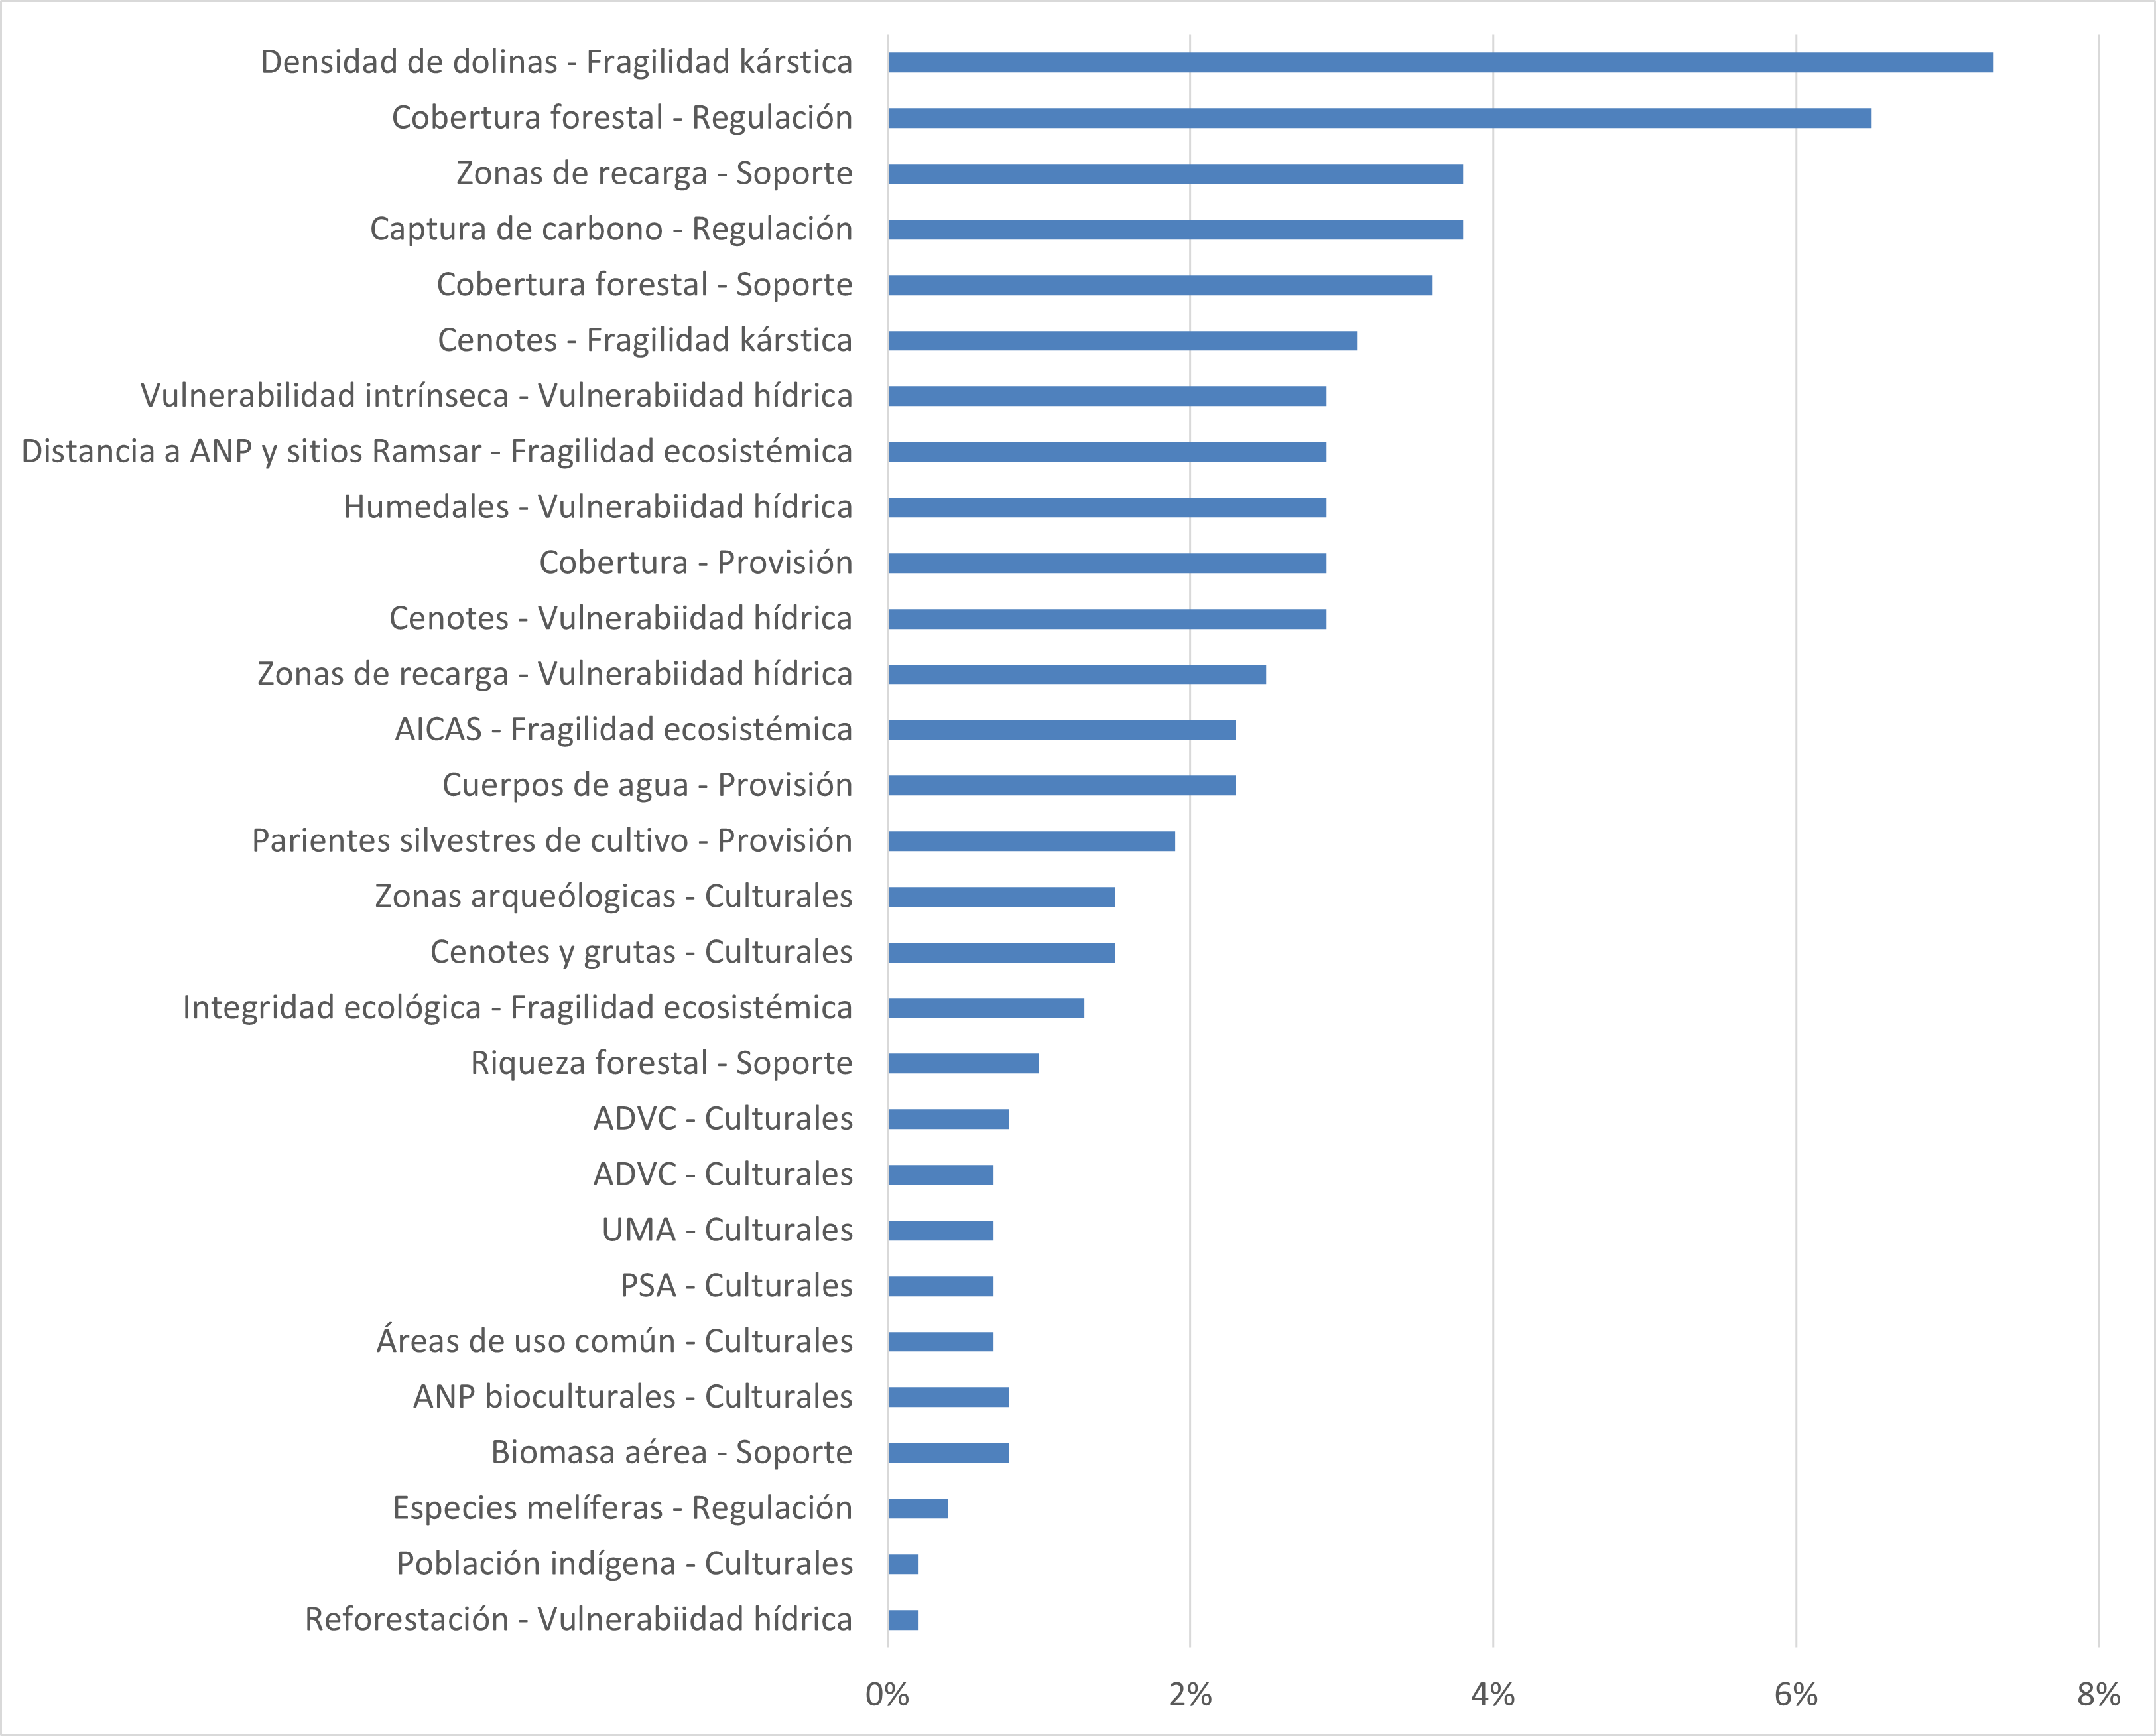 Densidad de dolinas - Fragilidad kárstica
Cobertura forestal - Regulación
Zonas de recarga - Soporte
Captura de carbono - Regulación
Cobertura forestal - Soporte
Cenotes - Fragilidad kárstica
Vulnerabilidad intrínseca - Vulnerabiidad hídrica
Distancia a ANP y sitios Ramsar - Fragilidad ecosistémica
Humedales - Vulnerabiidad hídrica
Cobertura - Provisión
Cenotes - Vulnerabiidad hídrica
Zonas de recarga - Vulnerabiidad hídrica
AICAS - Fragilidad ecosistémica
Cuerpos de agua - Provisión
Parientes silvestres de cultivo - Provisión
Zonas arqueólogicas - Culturales
Cenotes y grutas - Culturales
Integridad ecológica - Fragilidad ecosistémica
Riqueza forestal - Soporte
ADVC - Culturales
ADVC - Culturales
UMA - Culturales
PSA - Culturales
Áreas de uso común - Culturales
ANP bioculturales - Culturales
Biomasa aérea - Soporte
Especies melíferas - Regulación
Población indígena - Culturales
Reforestación - Vulnerabiidad hídrica
0% 2% 4% 6% 8%